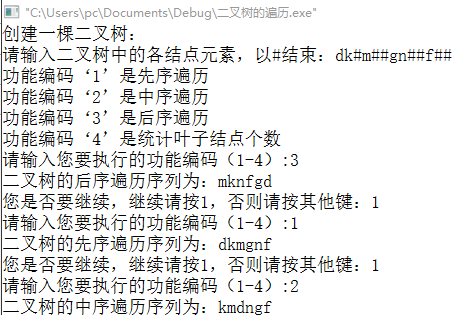 "C:\Users\pc\Documents\Debug\二叉树的遍历.exe"
创建一棵二叉树：
请输入二叉树中的各结点元素，以#结束：dk#m##gn##f##
功能编码‘1’是先序遍历
功能编码‘2’是中序遍历
功能编码‘3’是后序遍历
功能编码‘4’是统计叶子结点个数
请输入您要执行的功能编码（1-4）:3
二叉树的后序遍历序列为：mknfgd
您是否要继续，继续请按1，否则请按其他键：1
请输入您要执行的功能编码（1-4）:1
二叉树的先序遍历序列为：dkmgnf
您是否要继续，继续请按1，否则请按其他键：1
请输入您要执行的功能编码（1-4）:2
二叉树的中序遍历序列为：kmdngf